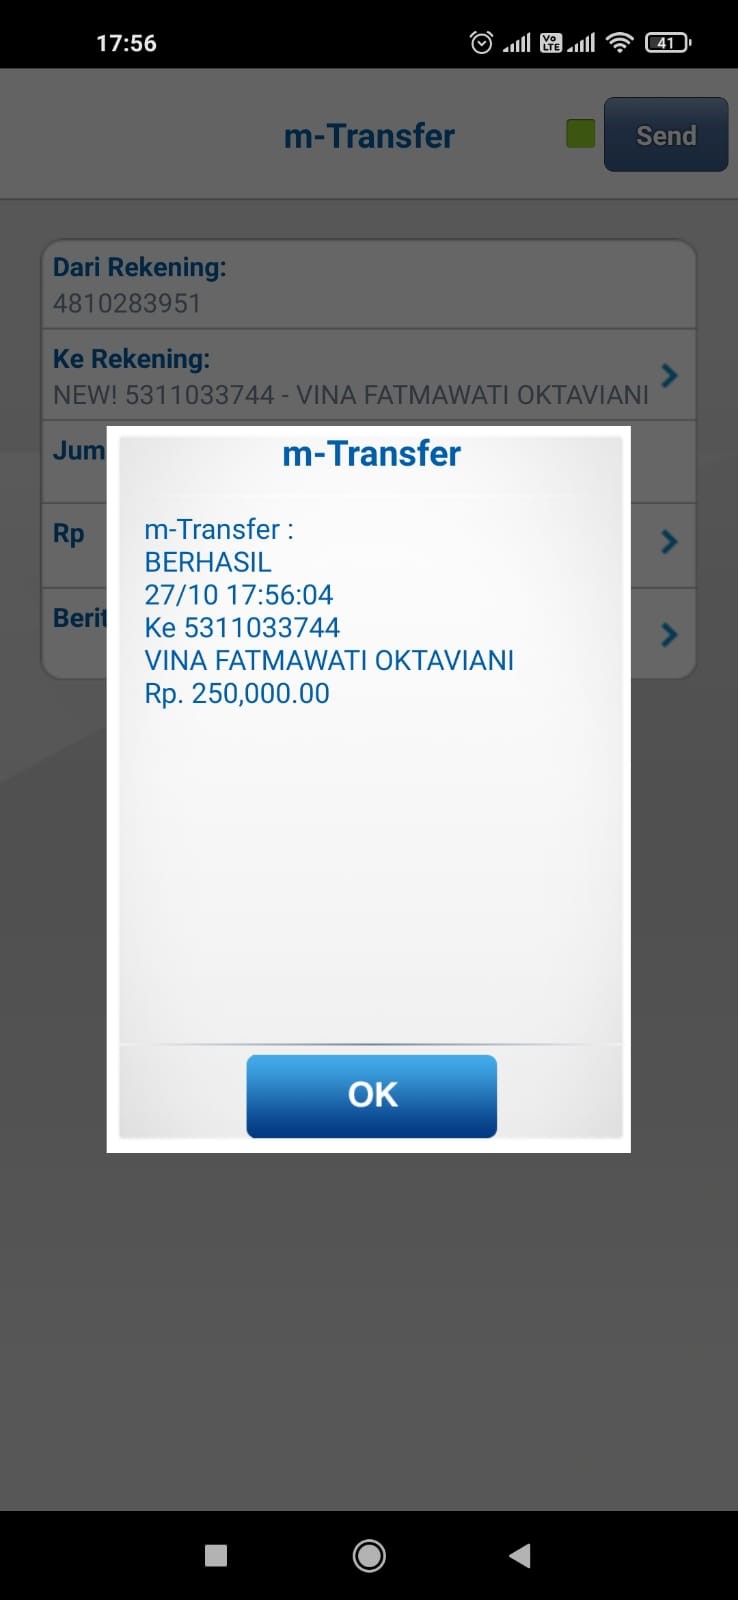 17:56
Vo LTE
41
m-Transfer
Send
Dari Rekening:
4810283951
Ke Rekening:
NEW! 5311033744 - VINA FATMAWATI OKTAVIANI
Jum
Rp
Berit
m-Transfer
m-Transfer :
BERHASIL
27/10 17:56:04
Ke 5311033744
VINA FATMAWATI OKTAVIANI
Rp. 250,000.00
OK